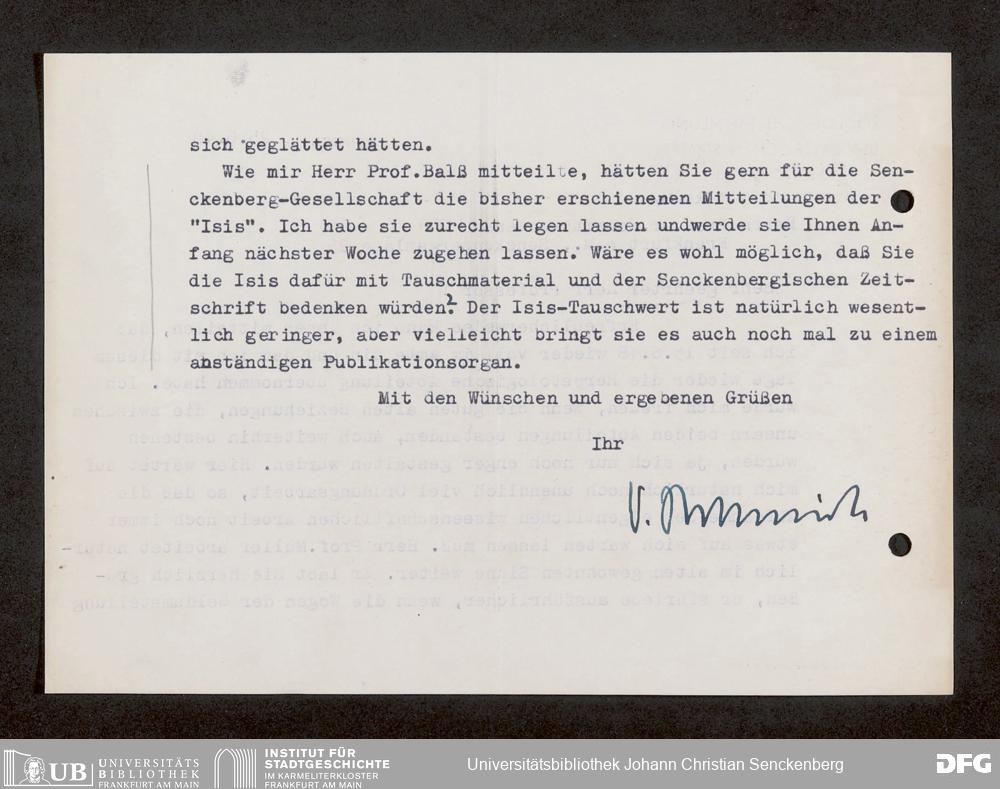 sich geglättet hätten.
Wie mir Herr Prof.Balß mitteilte, hätten Sie gern für die Sen-
ckenberg-Gesellschaft die bisher erschienenen Mitteilungen der
"Isis". Ich habe sie zurecht legen lassen undwerde sie Ihnen An-
fang nächster Woche zugehen lassen. Wäre es wohl möglich, daß Sie
die Isis dafür mit Tauschmaterial und der Senckenbergischen Zeit-
schrift bedenken würden? Der Isis-Tauschwert ist natürlich wesent-
lich geringer, aber vielleicht bringt sie es auch noch mal zu einem
anständigen Publikationsorgan.
Mit den Wünschen und ergebenen Grüßen
Ihr
UB UNIVERSITÄTS
BIBLIOTHEK
FRANKFURT AM MAIN
INSTITUT FÜR
STADTGESCHICHTE
IM KARMELITERKLOSTER
FRANKFURT AM MAIN
Universitätsbibliothek Johann Christian Senckenberg
DFG